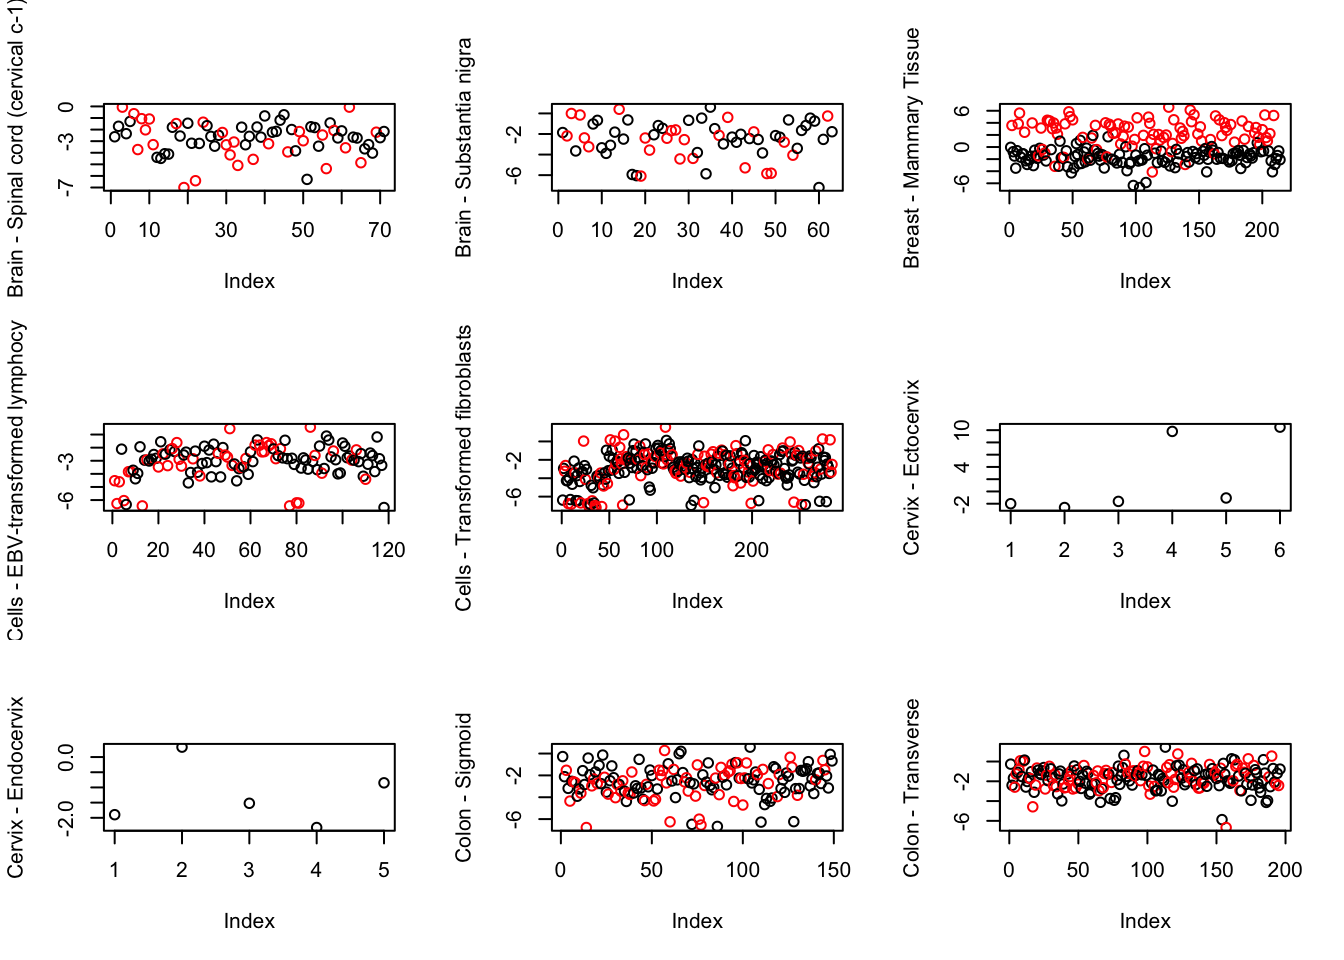 Brain - Spinal cord (cervical c-1)
0
-3
-7
0 10 30 50 70
Index
Brain - Substantia nigra
-2
-6
0 10 20 30 40 50 60
Index
Breast - Mammary Tissue
6
0
-6
0 50 100 150 200
Index
Cells - EBV-transformed lymphocy
-3
-6
0 20 40 60 80 120
Index
Cells - Transformed fibroblasts
-2
-6
0 50 100 200
Index
Cervix - Ectocervix
10
4
-2
1 2 3 4 5 6
Index
Cervix - Endocervix
0.0
-2.0
1 2 3 4 5
Index
Colon - Sigmoid
-2
-6
0 50 100 150
Index
Colon - Transverse
-2
-6
0 50 100 150 200
Index